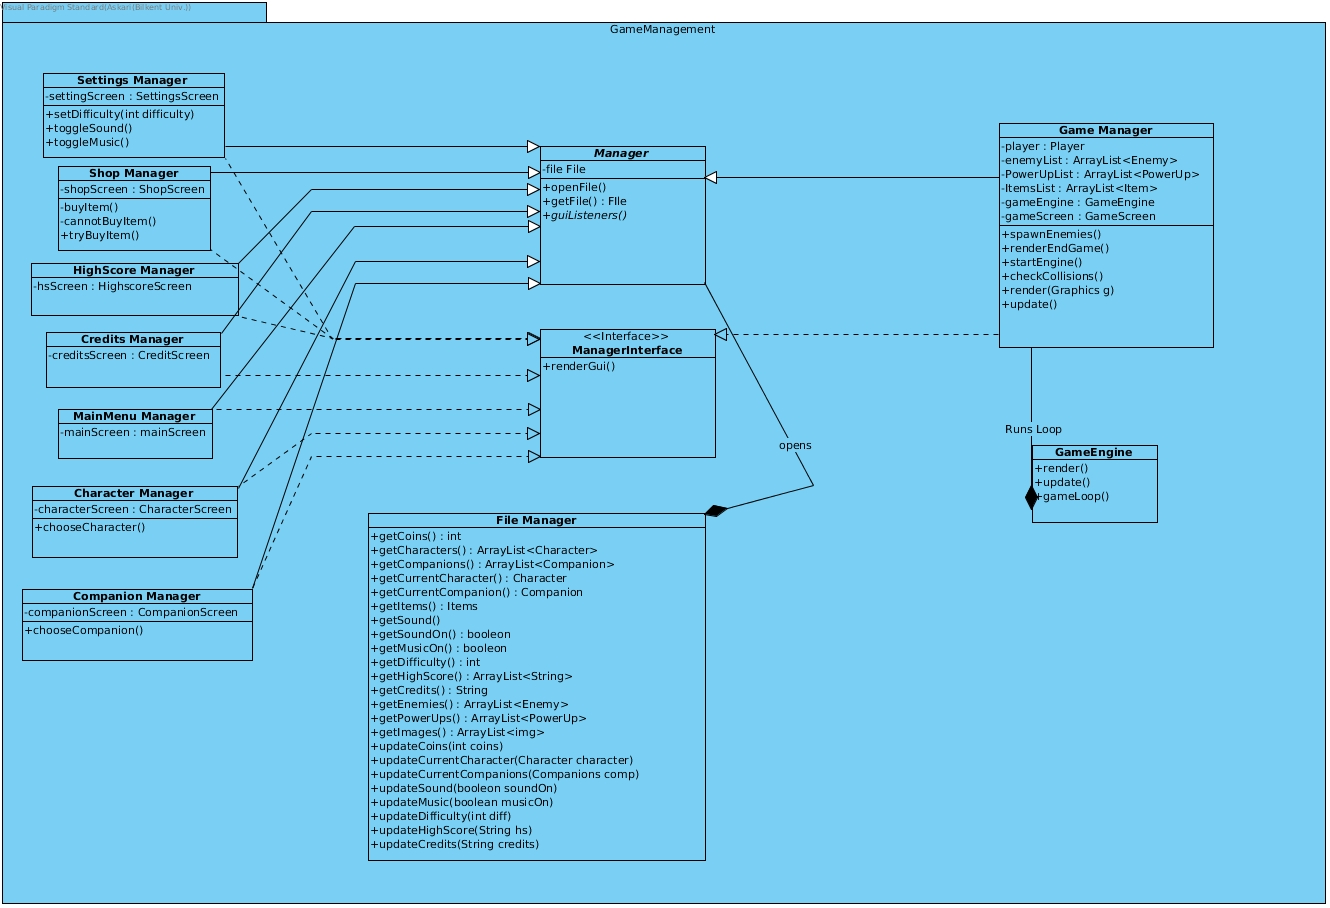 Visual Paradigm Standard(Askari(Bilkent Univ.))
GameManagement
Settings Manager
-settingScreen : SettingsScreen
+setDifficulty(int difficulty)
+toggleSound()
+toggleMusic()
Shop Manager
-shopScreen : ShopScreen
-buyItem()
-cannotBuyItem()
+tryBuyItem()
HighScore Manager
-hsScreen : HighscoreScreen
Credits Manager
-creditsScreen : CreditScreen
MainMenu Manager
-mainScreen : mainScreen
Character Manager
-characterScreen : CharacterScreen
+chooseCharacter()
Companion Manager
-companionScreen : CompanionScreen
+chooseCompanion()
Manager
-file File
+openFile()
+getFile() : FIle
+guiListeners()
<<Interface>>
ManagerInterface
+renderGui()
opens
File Manager
+getCoins() : int
+getCharacters() : ArrayList<Character>
+getCompanions() : ArrayList<Companion>
+getCurrentCharacter() : Character
+getCurrentCompanion() : Companion
+getItems() : Items
+getSound()
+getSoundOn() : booleon
+getMusicOn() : booleon
+getDifficulty() : int
+getHighScore() : ArrayList<String>
+getCredits() : String
+getEnemies() : ArrayList<Enemy>
+getPowerUps() : ArrayList<PowerUp>
+getImages() : ArrayList<img>
+updateCoins(int coins)
+updateCurrentCharacter(Character character)
+updateCurrentCompanions(Companions comp)
+updateSound(booleon soundOn)
+updateMusic(boolean musicOn)
+updateDifficulty(int diff)
+updateHighScore(String hs)
+updateCredits(String credits)
Game Manager
-player : Player
-enemyList : ArrayList<Enemy>
-PowerUpList : ArrayList<PowerUp>
-ItemsList : ArrayList<Item>
-gameEngine : GameEngine
-gameScreen : GameScreen
+spawnEnemies()
+renderEndGame()
+startEngine()
+checkCollisions()
+render(Graphics g)
+update()
Runs Loop
GameEngine
+render()
+update()
+gameLoop()